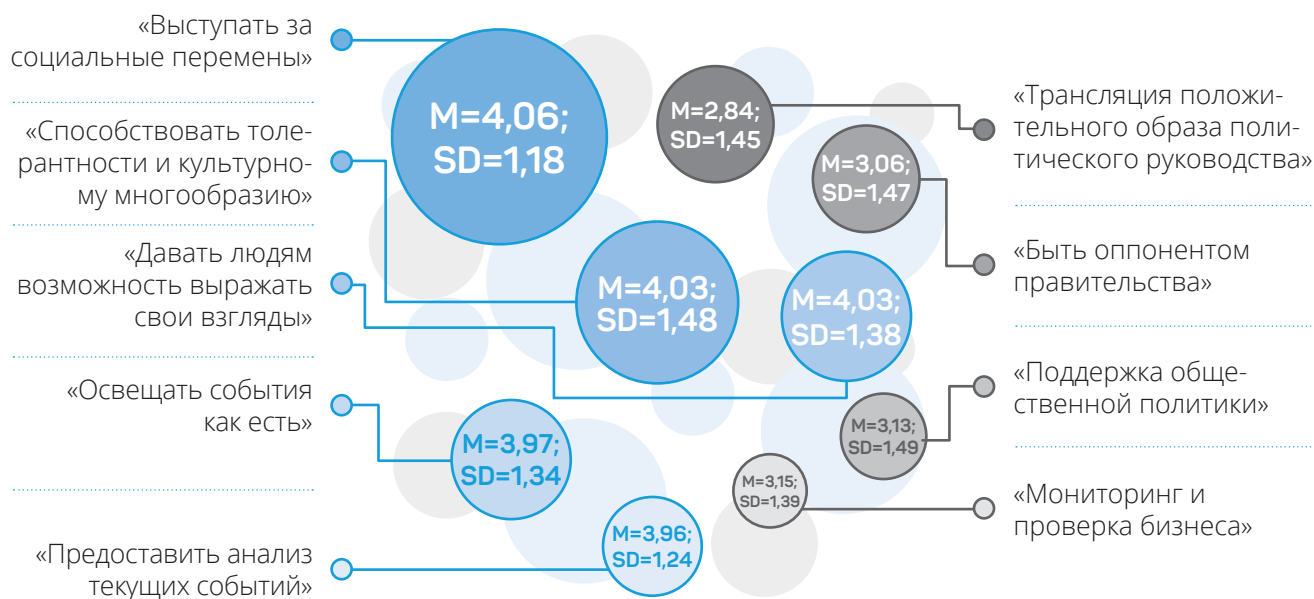 «Выступать за
социальные перемены»
«Способствовать толе-
рантности и культурно-
му многообразию»
«Давать людям
возможность выражать
свои взгляды»
«Освещать события
как есть»
«Предоставить анализ
текущих событий»
M=4,06;
SD=1,18
M=4,03;
SD=1,48
M=4,03;
SD=1,38
M=3,97;
SD=1,34
M=3,96;
SD=1,24
M=2,84;
SD=1,45
M=3,06;
SD=1,47
M=3,13;
SD=1,49
M=3,15;
SD=1,39
«Трансляция положи-
тельного образа поли-
тического руководства»
«Быть оппонентом
правительства»
«Поддержка обще-
ственной политики»
«Мониторинг и
проверка бизнеса»